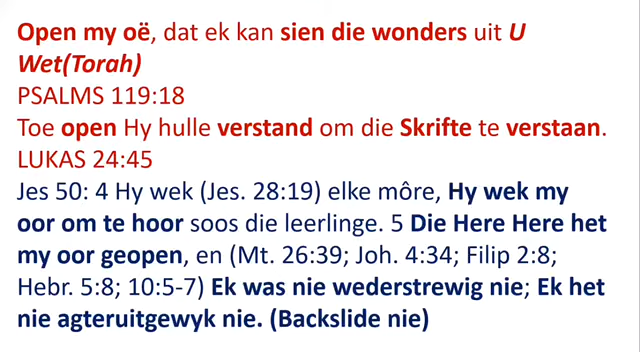 Open my oë, dat ek kan sien die wonders uit U
Wet(Torah)
PSALMS 119:18
Toe open Hy hulle verstand om die Skrifte te verstaan.
LUKAS 24:45
Jes 50: 4 Hy wek (Jes. 28:19) elke môre, Hy wek my
oor om te hoor soos die leerlinge. 5 Die Here Here het
my oor geopen, en (Mt. 26:39; Joh. 4:34; Filip 2:8;
Hebr. 5:8; 10:5-7) Ek was nie wederstrewig nie; Ek het
nie agteruitgewyk nie. (Backslide nie)